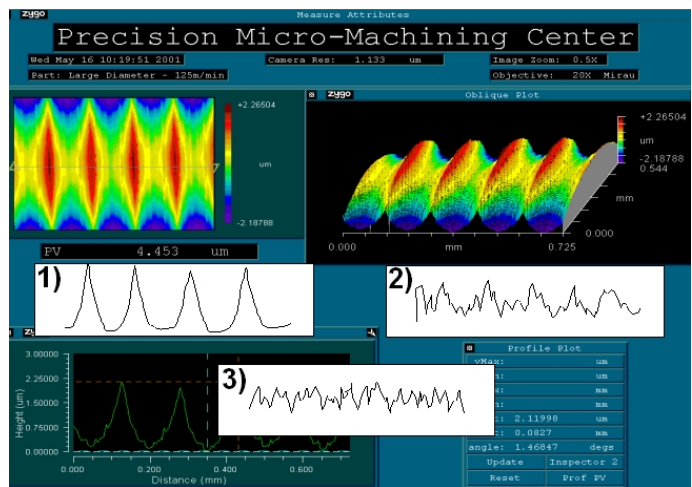 zygo Measure Attributes
Precision Micro-Machining Center
Wed May 16 10:19:51 2001 Camera Res: 1.133 um Image Zoom: 0.5X
Part: Large Diameter - 125m/min Objective: 20X Mirau
+2.26504
um
-2.18788
PV 4.453 um
zygo Oblique Plot
+2.26504
um
-2.18788
0.544
mm
0.000
0.000 mm 0.725
1)
2)
3)
3.00000
2.25000
1.50000
0.75000
0.00000
Height (um)
0.000 0.200 0.400 0.600
Distance (mm)
Profile Plot
yMax: um
um
mm
mm
2.11998 um
0.0827 mm
angle: 1.46847 degs
Update Inspector 2
Reset Prof PV